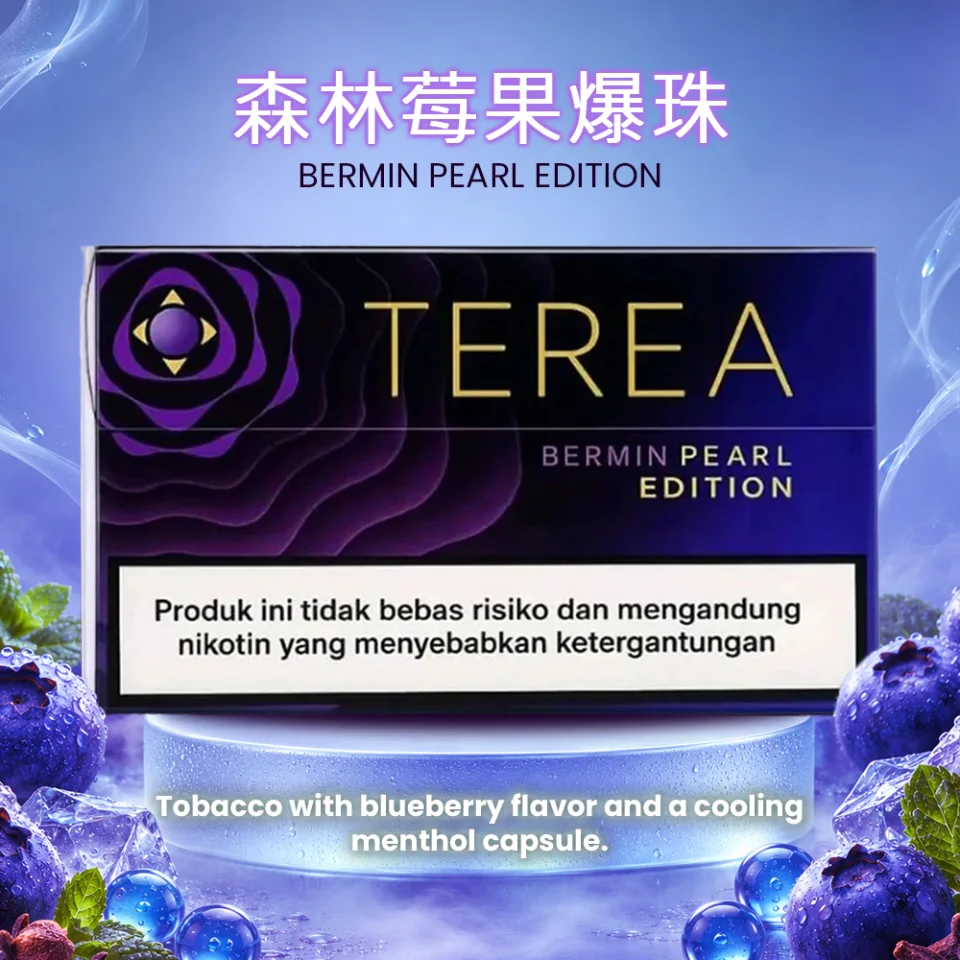 森林莓果爆珠
BERMIN PEARL EDITION
TEREA
BERMIN PEARL
EDITION
Produk ini tidak bebas risiko dan mengandung
nikotin yang menyebabkan ketergantungan
Tobacco with blueberry flavor and a cooling
menthol capsule.